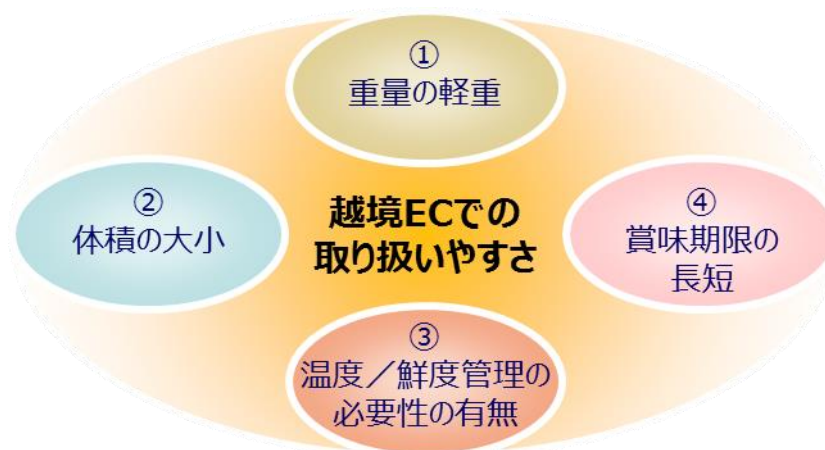 ①
重量の軽重
②
体積の大小
越境ECでの
取り扱いやすさ
④
賞味期限の
長短
③
温度／鮮度管理の
必要性の有無